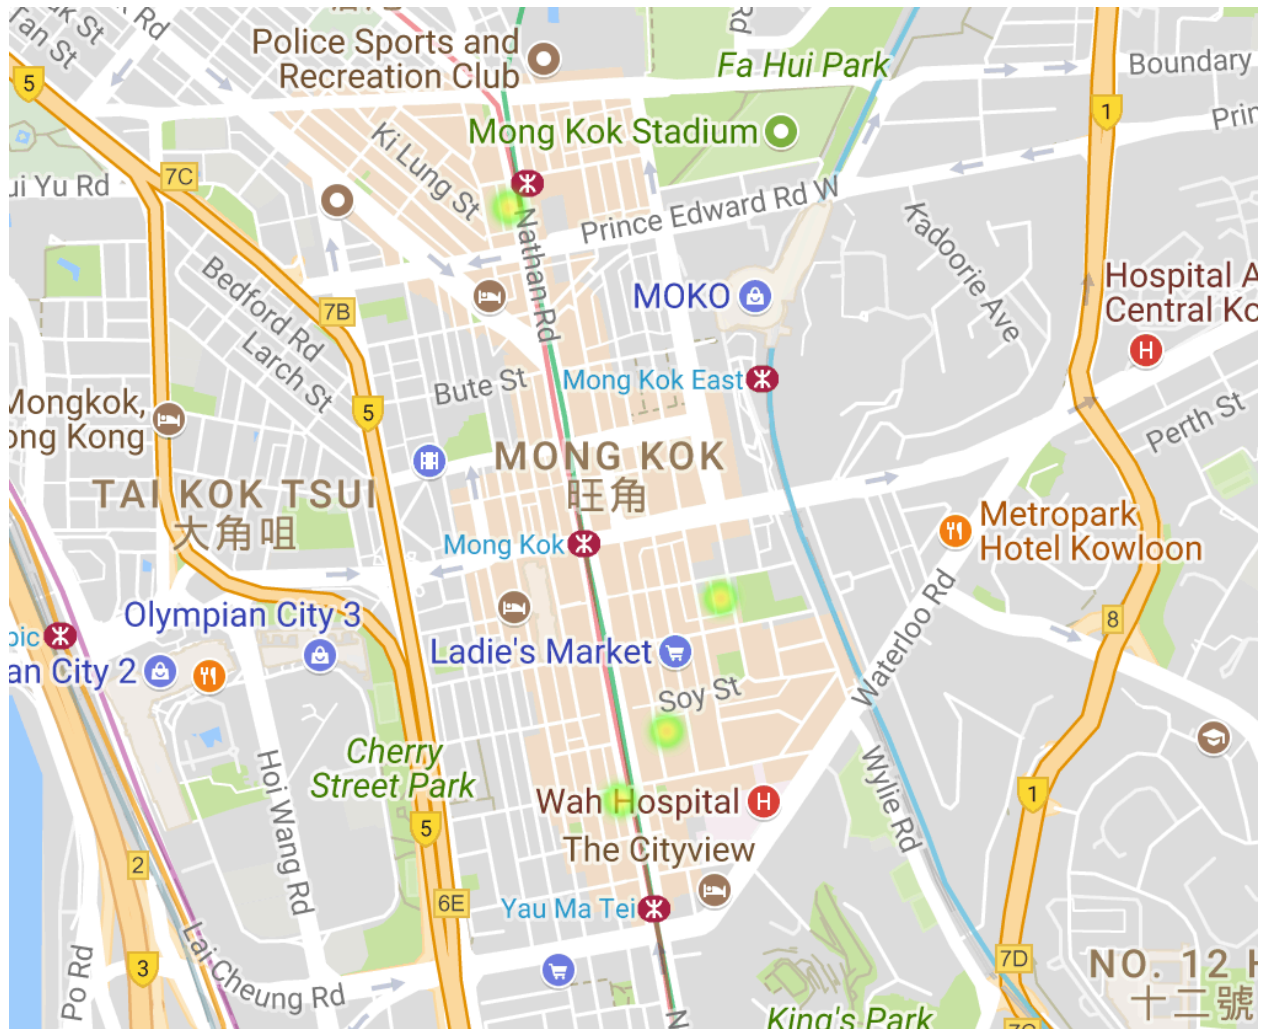 Rd
Police Sports and
Recreation Club
Fa Hui Park
Boundary
Mong Kok Stadium
5
1
7C
Ki Lung St
Prince Edward Rd W
Nathan Rd
Kadoorie Ave
Bedford Rd
7B
MOKO
Hospital A
Central Kc
H
Larch St
Bute St
Mong Kok East
Mongkok,
ong Kong
5
Perth St
MONG KOK
旺角
TAI KOK TSUI
大角咀
Metropark
Hotel Kowloon
Mong Kok
Olympian City 3
8
Ladie's Market
an City 2
Waterloo Rd
Soy St
Cherry
Street Park
Hoi Wang Rd
Wylie Rd
Wah Hospital
H
1
5
The Cityview
2
6E
Yau Ma Tei
Lai Cheung Rd
Po Rd
3
7D
NO. 12 H
十二號
King's Park
N